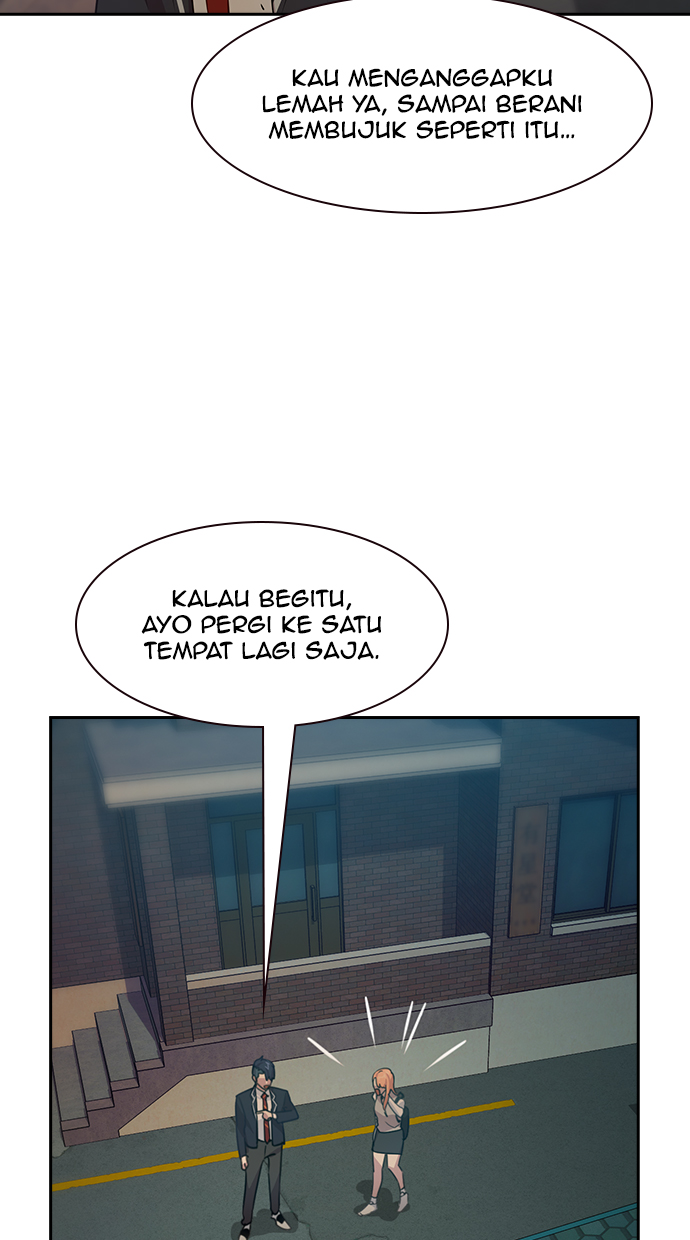 KAU MENGANGGAPKU
LEMAH YA, SAMPAI BERANI
MEMBUJUK SEPERTI ITU...
KALAU BEGITU,
AYO PERGI KE SATU
TEMPAT LAGI SAJA.